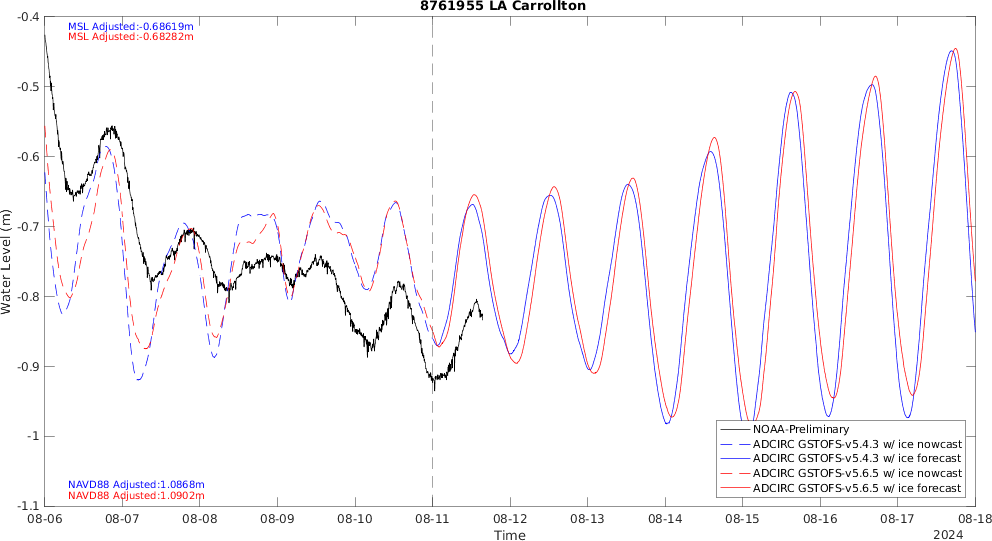 8761955 LA Carrollton
MSL Adjusted:-0.68619m
MSL Adjusted:-0.68282m
-0.4
-0.5
-0.6
-0.7
-0.8
-0.9
-1
-1.1
Water Level (m)
NAVD88 Adjusted:1.0868m
NAVD88 Adjusted:1.0902m
NOAA-Preliminary
ADCIRC GSTOFS-v5.4.3 w/ ice nowcast
ADCIRC GSTOFS-v5.4.3 w/ ice forecast
ADCIRC GSTOFS-v5.6.5 w/ ice nowcast
ADCIRC GSTOFS-v5.6.5 w/ ice forecast
08-06 08-07 08-08 08-09 08-10 08-11 08-12 08-13 08-14 08-15 08-16 08-17 08-18
Time
2024